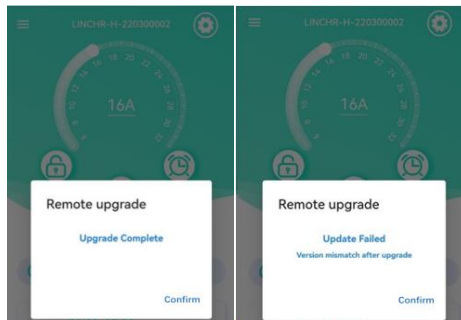 LINCHR-H-220300002
16A
Remote upgrade
Upgrade Complete
Confirm
LINCHR-H-220300002
16A
Remote upgrade
Update Failed
Version mismatch after upgrade
Confirm